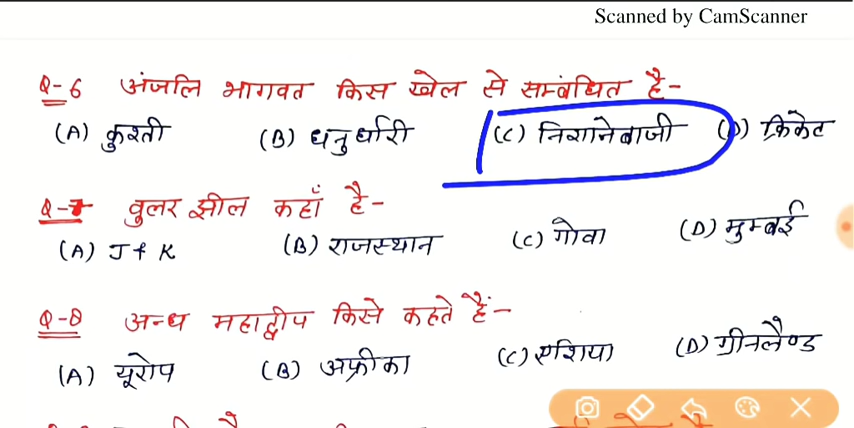 Scanned by CamScanner
Q-6 अंजलि भागवत किस खेल से सम्बंधित है-
(A) कुश्ती (B) धनुर्धारी (C) निशानेबाजी (D) क्रिकेट
Q-7 वुलर झील कहाँ है-
(A) J & K (B) राजस्थान (C) गोवा (D) मुम्बई
Q-8 अन्ध महाद्वीप किसे कहते हैं-
(A) यूरोप (B) अफ्रीका (C) एशिया (D) ग्रीनलैण्ड